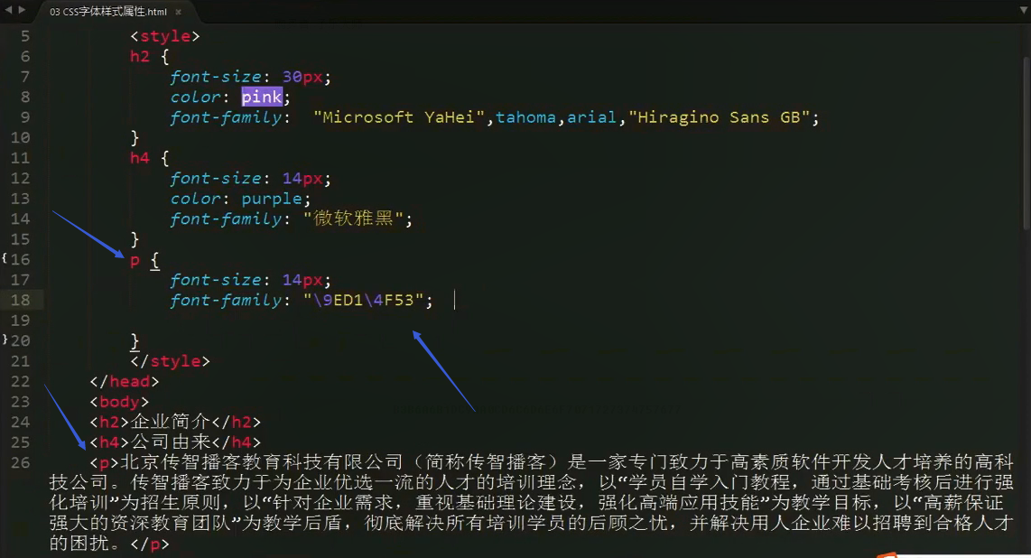 03 CSS字体样式属性.html ×
5 <style>
6 h2 {
7 font-size: 30px;
8 color: pink;
9 font-family: "Microsoft YaHei",tahoma,arial,"Hiragino Sans GB";
10 }
11 h4 {
12 font-size: 14px;
13 color: purple;
14 font-family: "微软雅黑";
15 }
16 p {
17 font-size: 14px;
18 font-family: "\9ED1\4F53";
19
20 }
21 </style>
22 </head>
23 <body>
24 <h2>企业简介</h2>
25 <h4>公司由来</h4>
26 <p>北京传智播客教育科技有限公司（简称传智播客）是一家专门致力于高素质软件开发人才培养的高科
技公司。传智播客致力于为企业优选一流的人才的培训理念，以“学员自学入门教程，通过基础考核后进行强
化培训”为招生原则，以“针对企业需求，重视基础理论建设，强化高端应用技能”为教学目标，以“高薪保证
强大的资深教育团队”为教学后盾，彻底解决所有培训学员的后顾之忧，并解决用人企业难以招聘到合格人才
的困扰。</p>